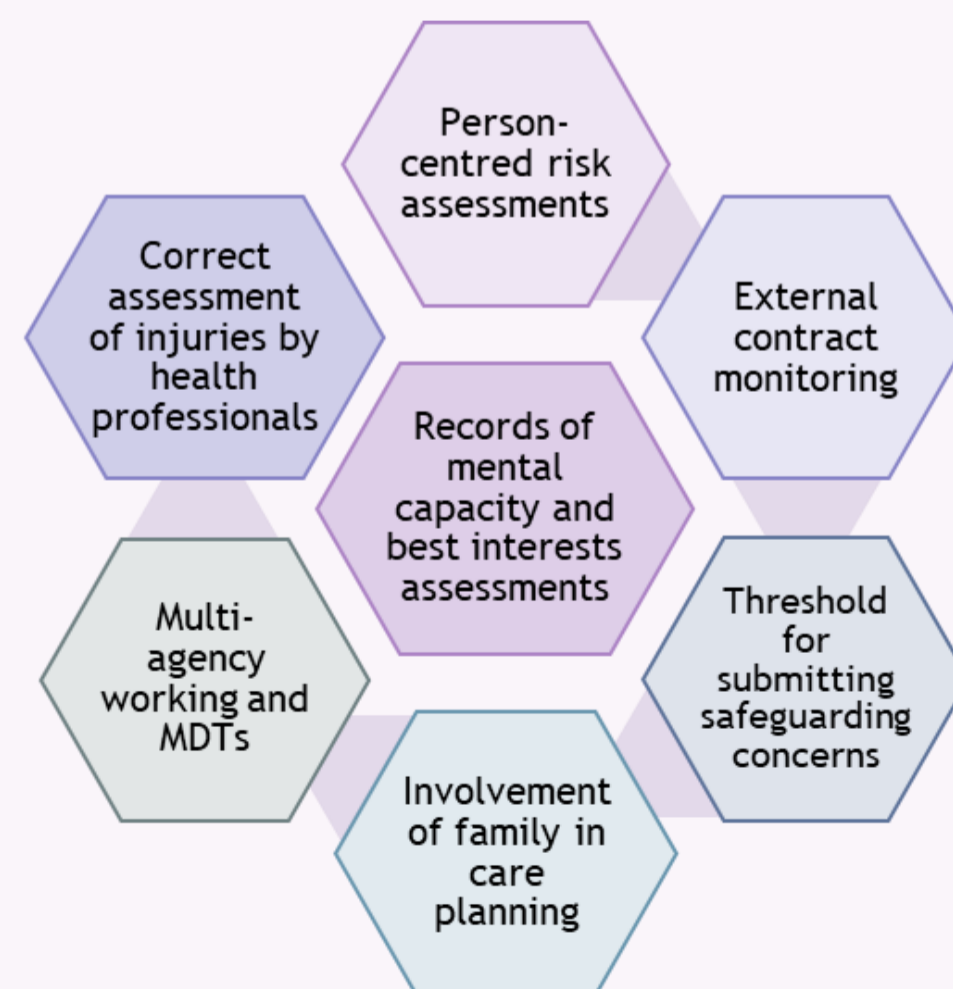 Person-
centred risk
assessments
Correct
assessment
of injuries by
health
professionals
External
contract
monitoring
Records of
mental
capacity and
best interests
assessments
Multi-
agency
working and
MDTs
Threshold
for
submitting
safeguarding
concerns
Involvement
of family in
care
planning